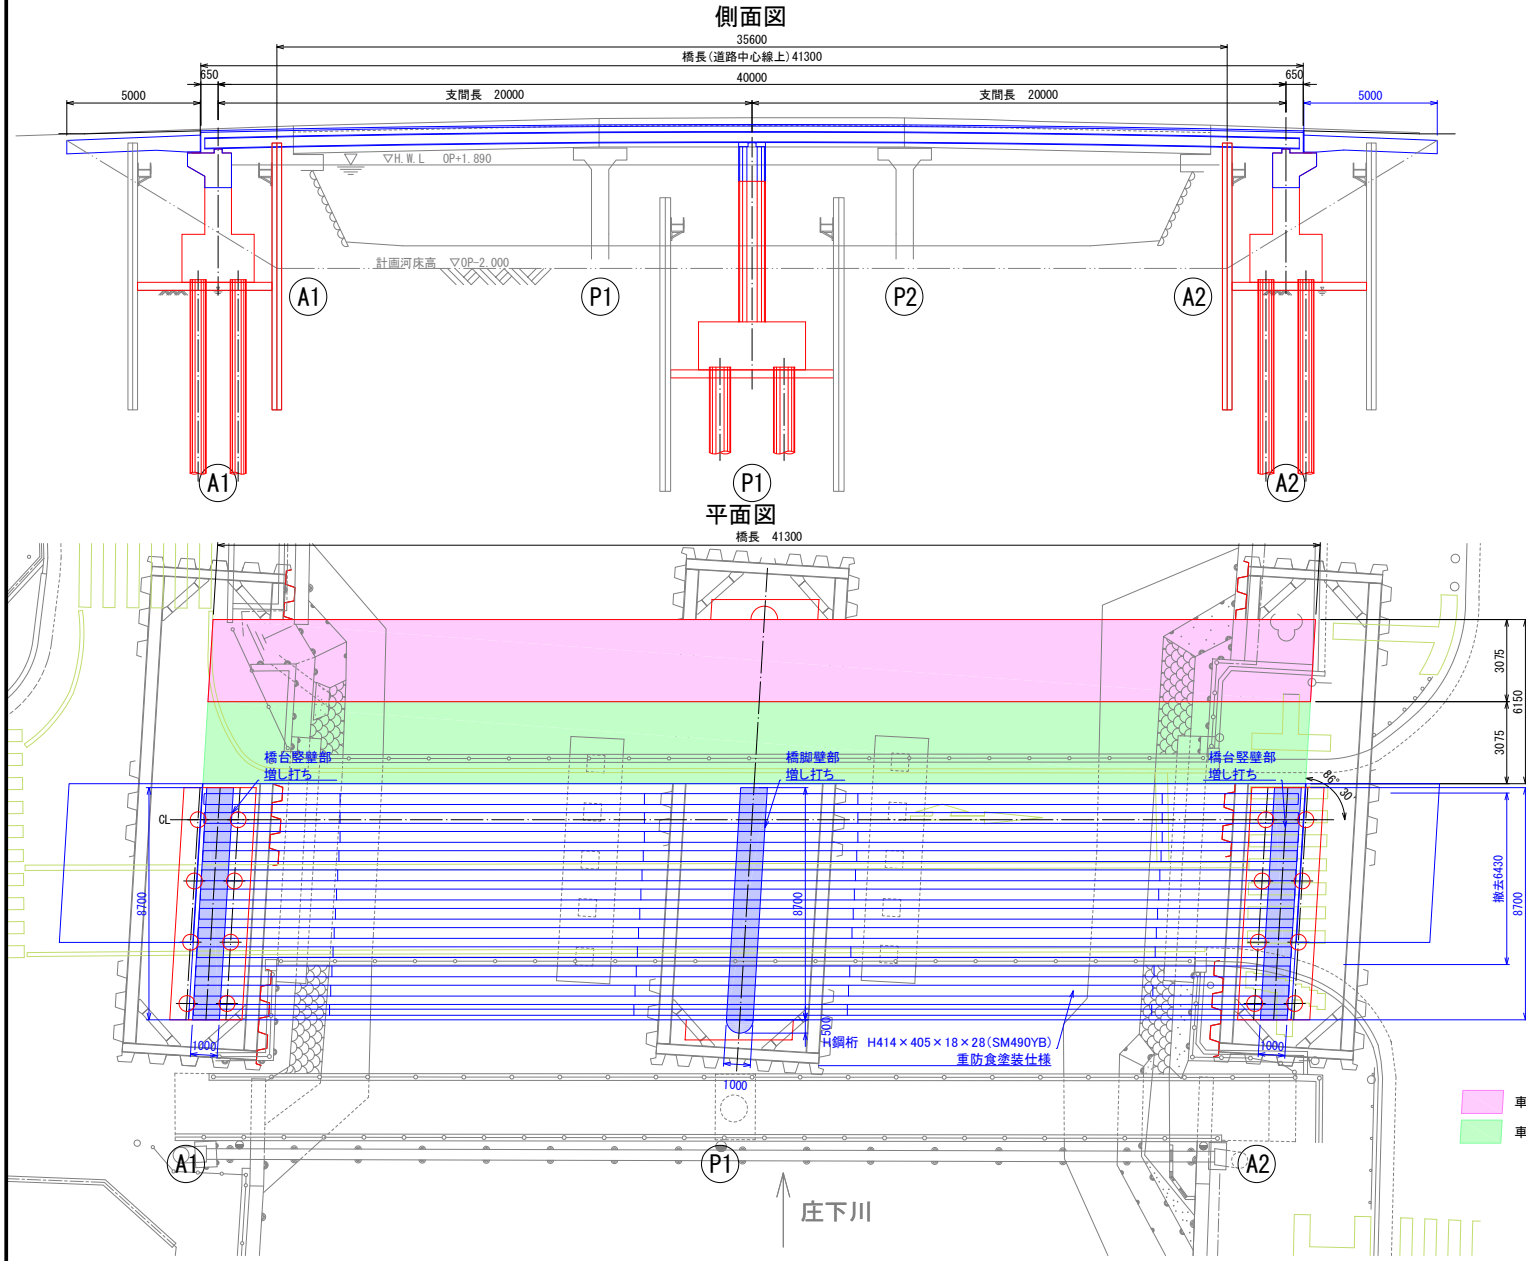 側面図
35600
橋長(道路中心線上)41300
650
40000
650
5000
支間長 20000
支間長 20000
5000
▽H.W.L OP+1.890
計画河床高 ▽OP-2.000
A1
P1
P2
A2
A1
P1
A2
平面図
橋長 41300
3075
6150
3075
橋台竪壁部
増し打ち
橋脚壁部
増し打ち
橋台竪壁部
増し打ち
86° 30′
CL
8700
8700
撤去6430
8700
500
H鋼桁 H414×405×18×28(SM490YB)
重防食塗装仕様
1000
1000
1000
車
車
A1
P1
A2
庄下川